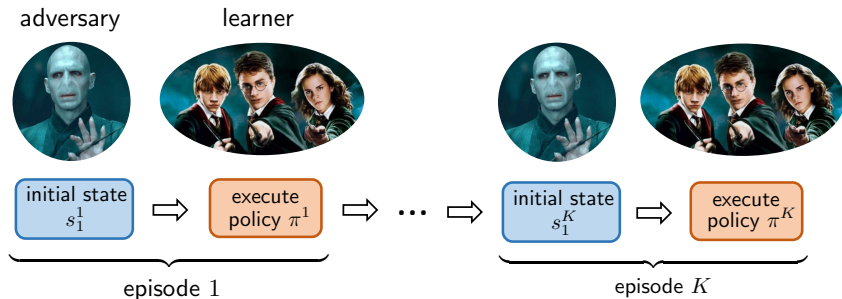 adversary learner
initial state
s_1^1
execute
policy π^1
...
initial state
s_1^K
execute
policy π^K
episode 1
episode K